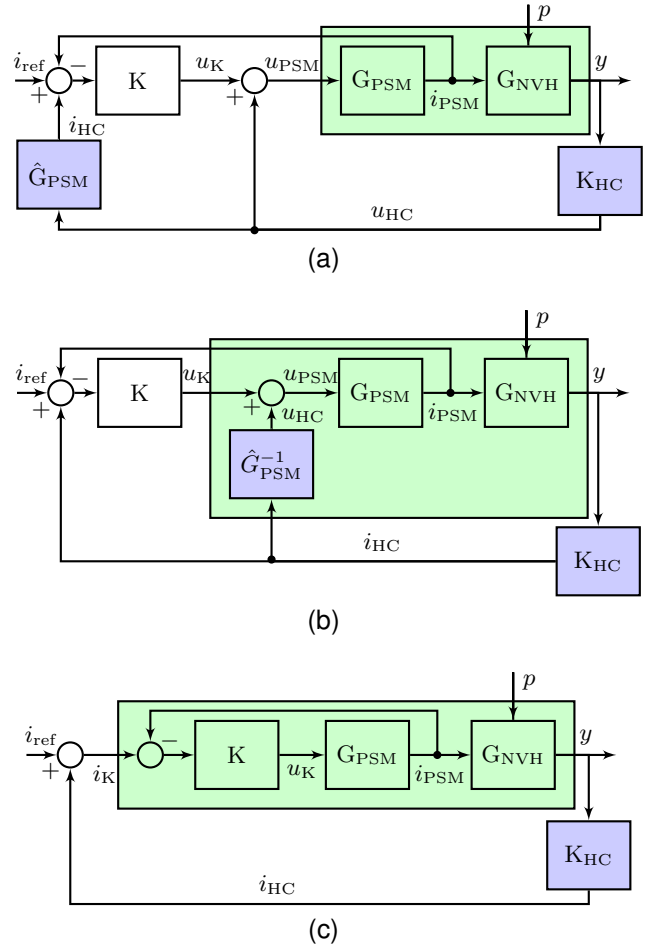 p
i_ref − u_K u_PSM y
K G_PSM G_NVH
+ + i_PSM
i_HC
Ĝ_PSM K_HC
u_HC
(a)
p
i_ref − u_K u_PSM y
K G_PSM G_NVH
+ + u_HC i_PSM
Ĝ_PSM^−1
i_HC K_HC
(b)
p
i_ref − y
K G_PSM G_NVH
+ i_K u_K i_PSM
K_HC
i_HC
(c)